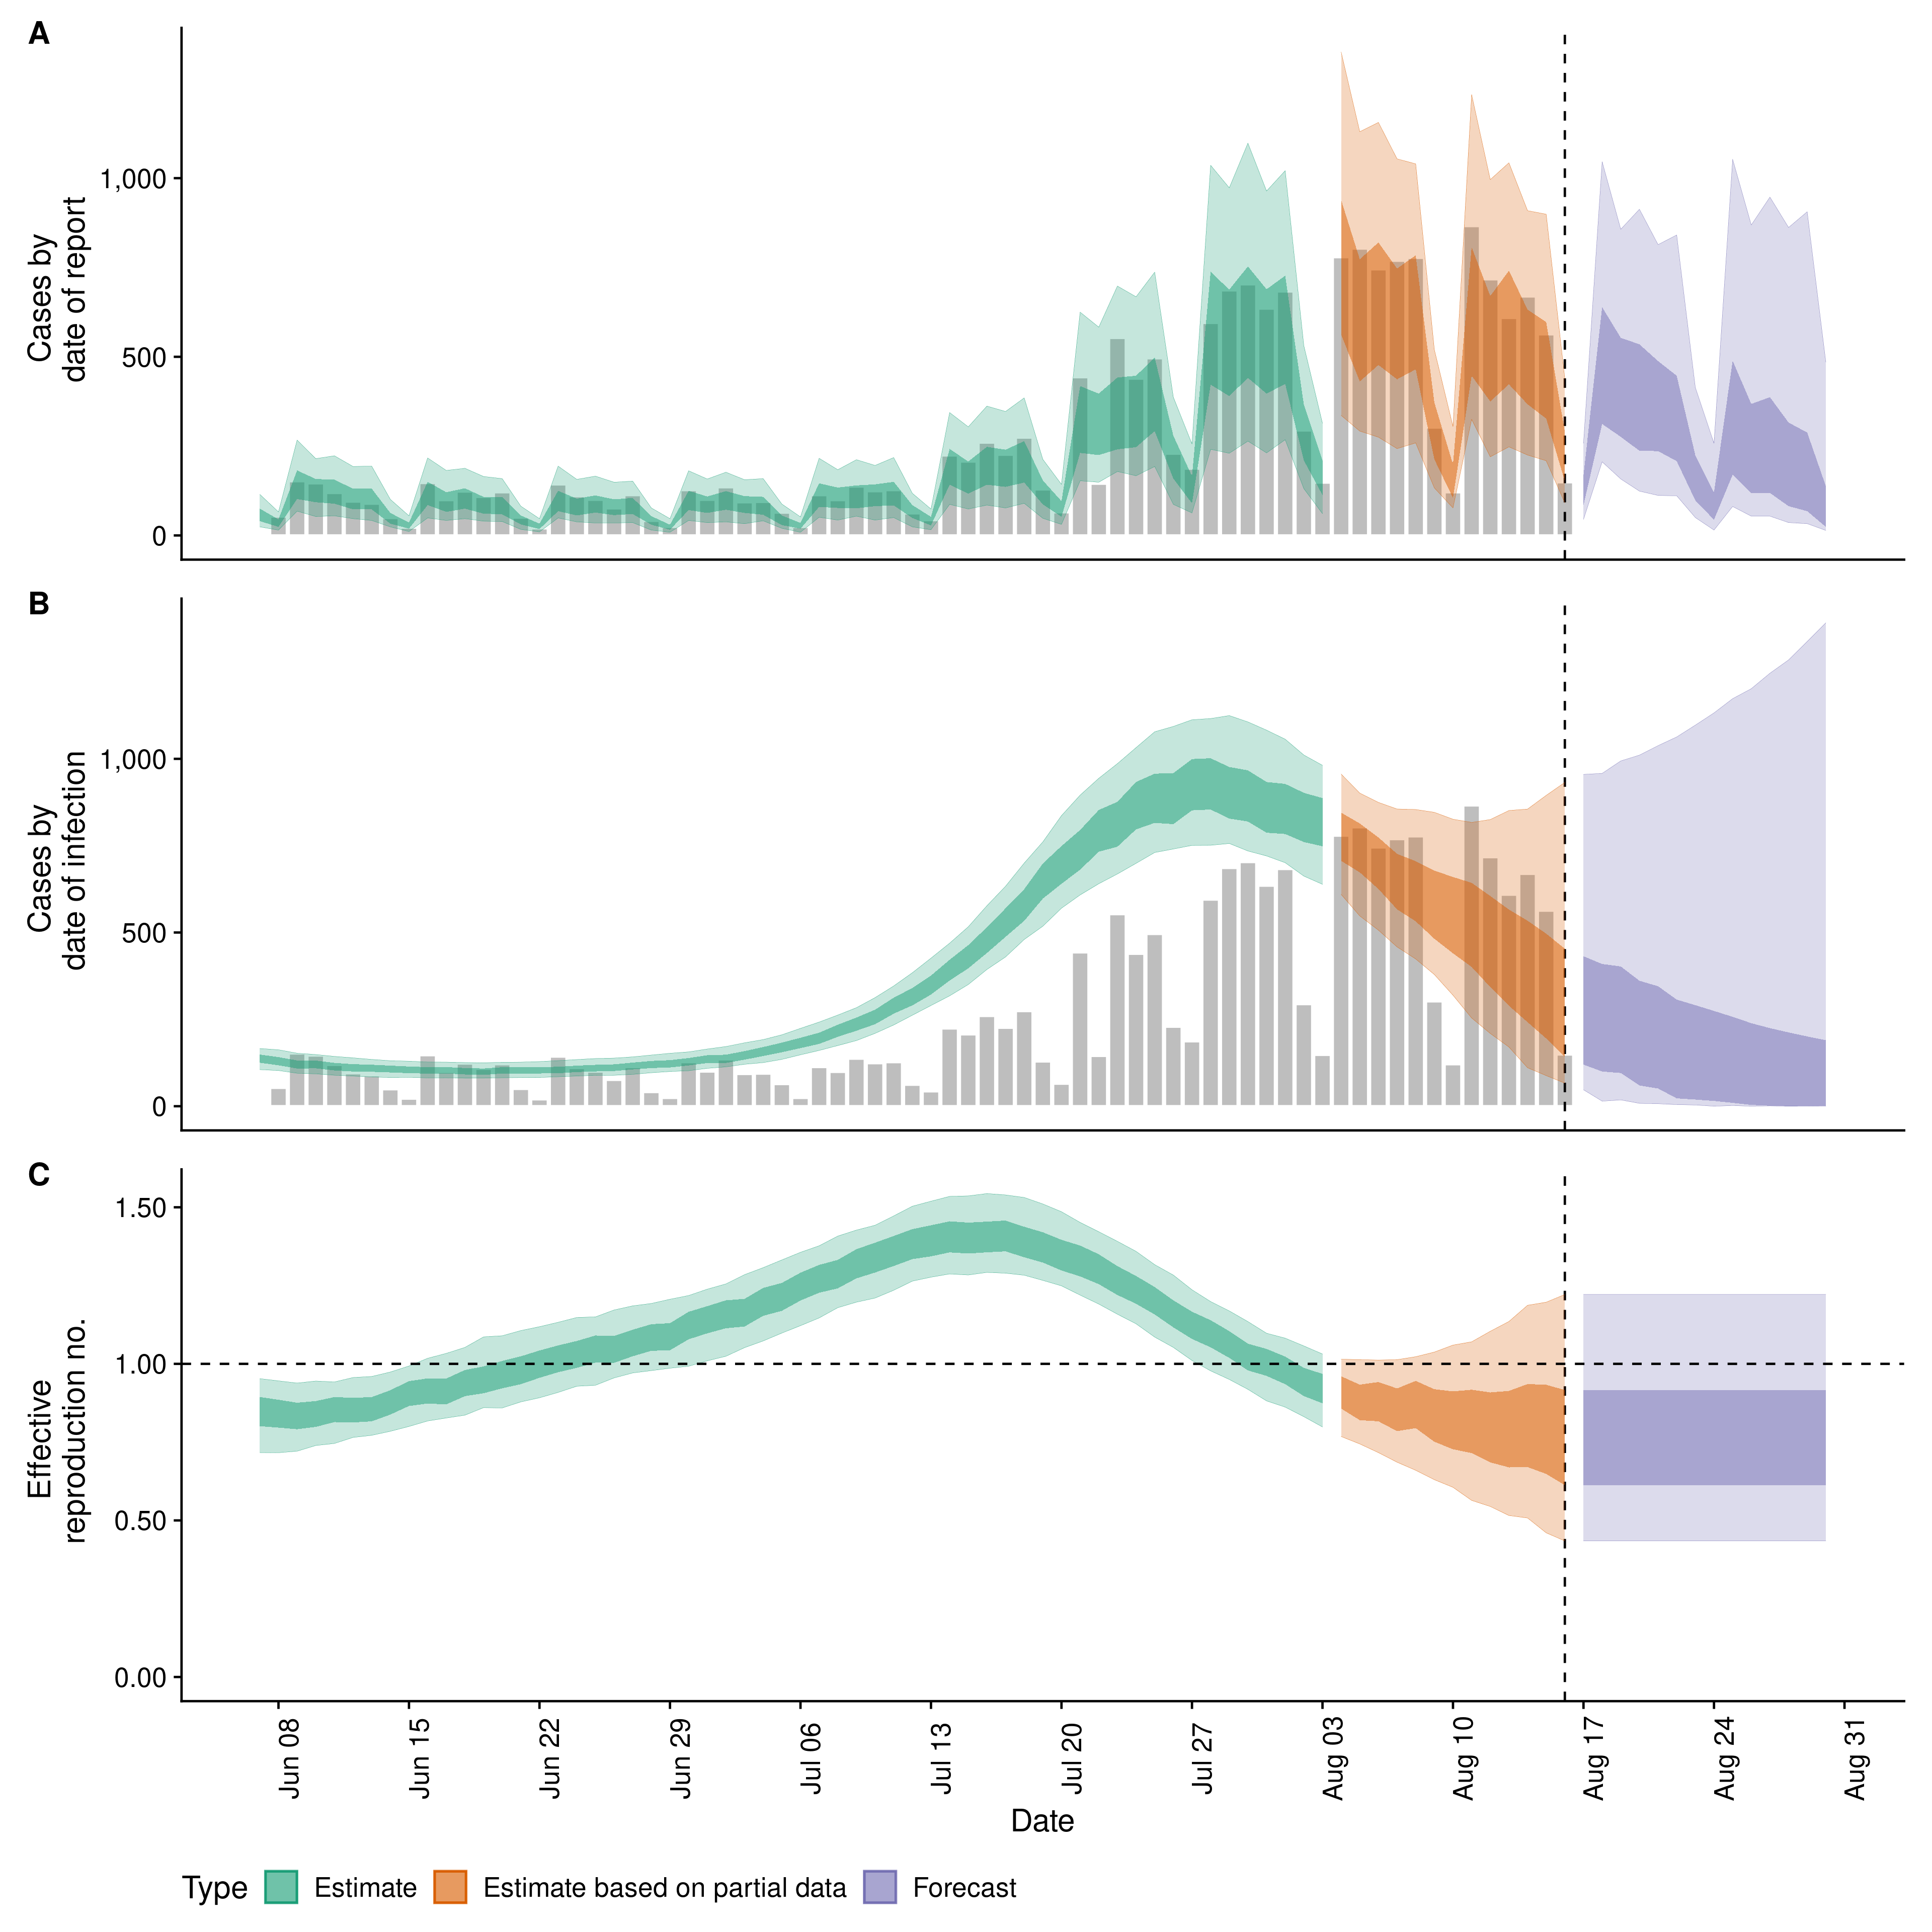 A
1,000
500
0
Cases by
date of report
B
1,000
500
0
Cases by
date of infection
C
1.50
1.00
0.50
0.00
Effective
reproduction no.
Jun 08
Jun 15
Jun 22
Jun 29
Jul 06
Jul 13
Jul 20
Jul 27
Aug 03
Aug 10
Aug 17
Aug 24
Aug 31
Date
Type Estimate Estimate based on partial data Forecast